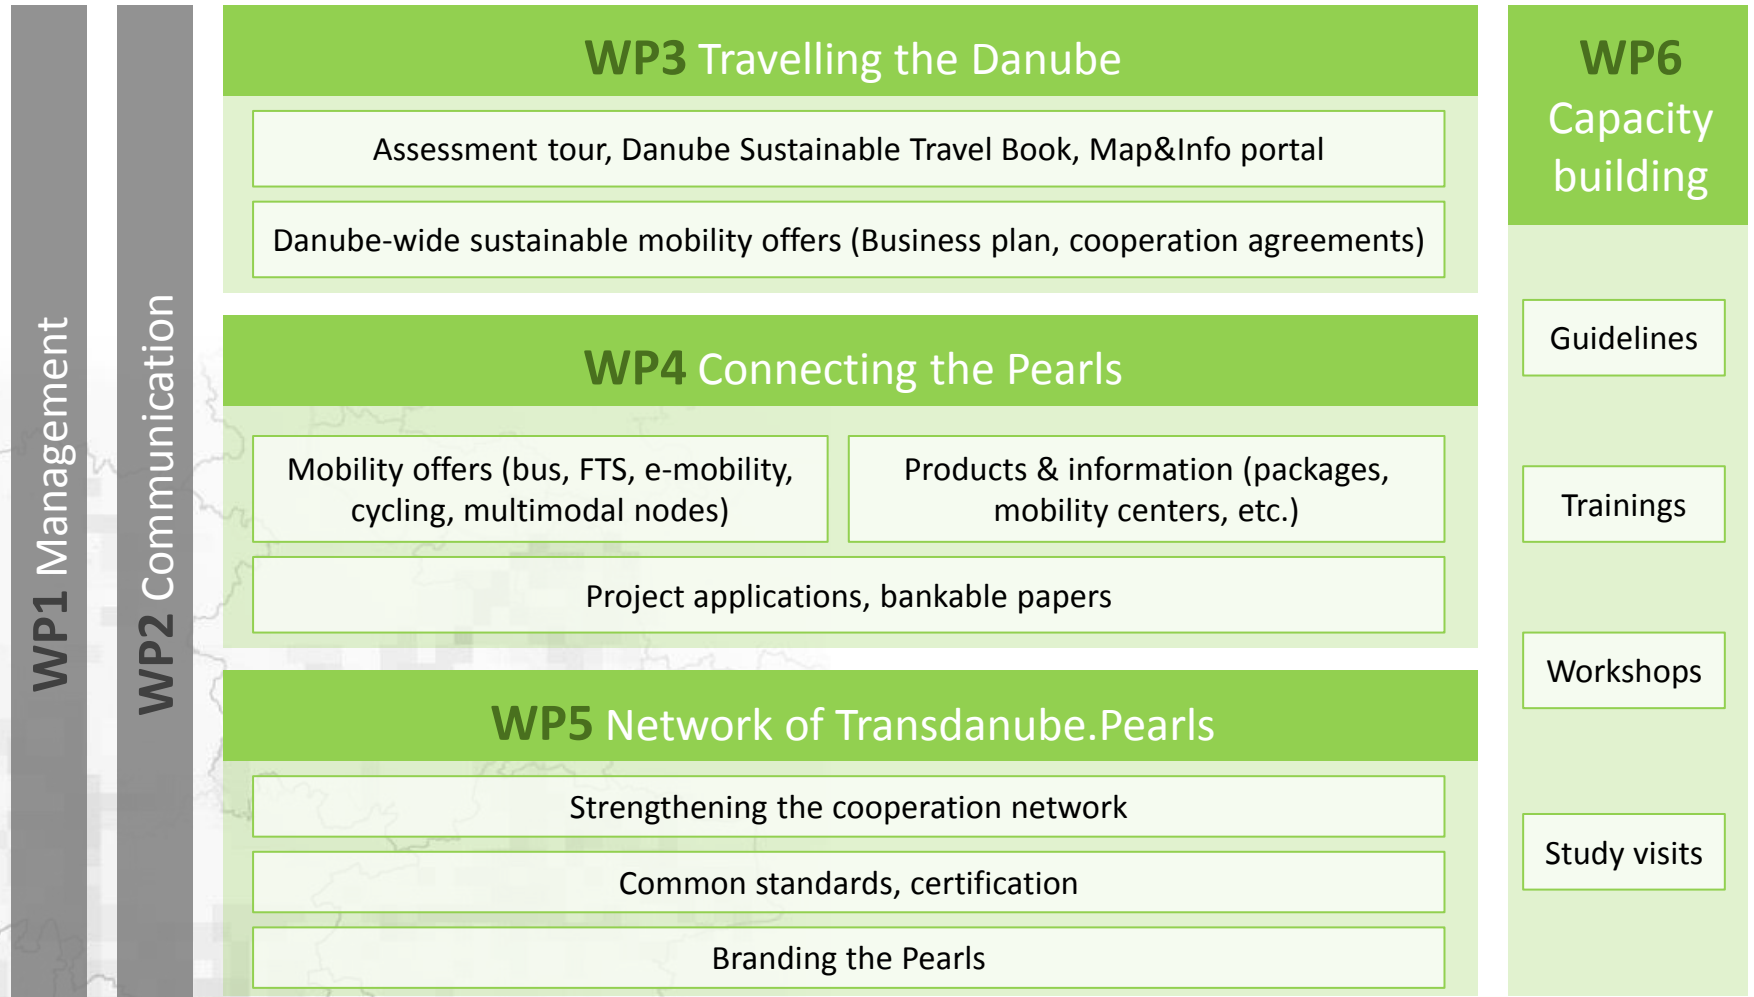 WP1 Management
WP2 Communication
WP3 Travelling the Danube
Assessment tour, Danube Sustainable Travel Book, Map&Info portal
Danube-wide sustainable mobility offers (Business plan, cooperation agreements)
WP4 Connecting the Pearls
Mobility offers (bus, FTS, e-mobility,
cycling, multimodal nodes)
Products & information (packages,
mobility centers, etc.)
Project applications, bankable papers
WP5 Network of Transdanube.Pearls
Strengthening the cooperation network
Common standards, certification
Branding the Pearls
WP6
Capacity
building
Guidelines
Trainings
Workshops
Study visits